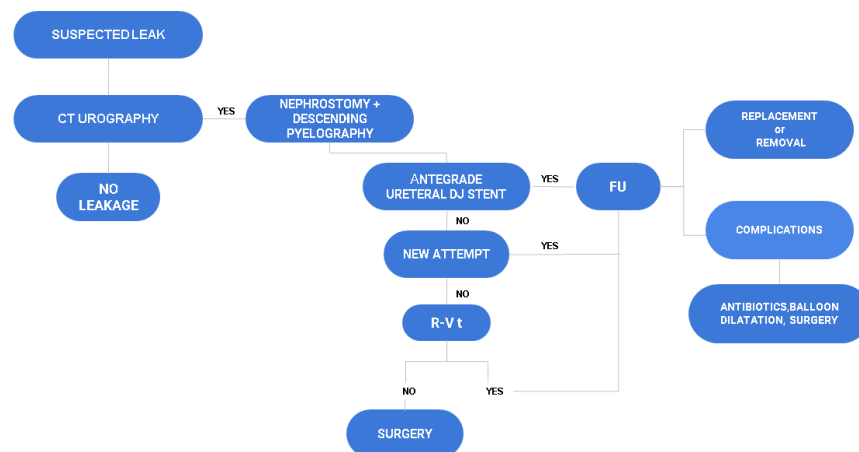 SUSPECTED LEAK
CT UROGRAPHY
YES
NEPHROSTOMY +
DESCENDING
PYELOGRAPHY
NO
LEAKAGE
ANTEGRADE
URETERAL DJ STENT
YES
FU
REPLACEMENT
or
REMOVAL
NO
NEW ATTEMPT
YES
COMPLICATIONS
NO
R-V t
ANTIBIOTICS,BALLOON
DILATATION, SURGERY
NO
YES
SURGERY